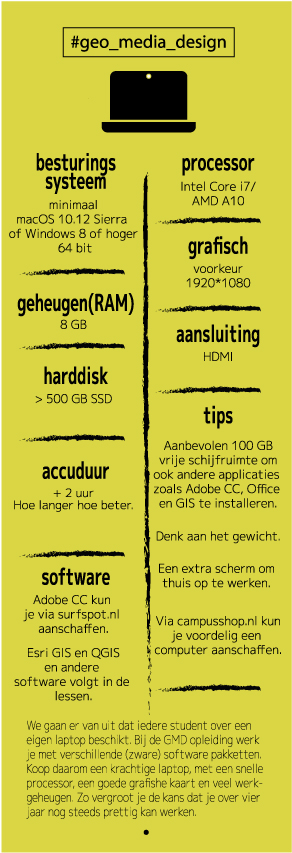 #geo_media_design
besturings
systeem
minimaal
macOS 10.12 Sierra
of Windows 8 of hoger
64 bit
geheugen(RAM)
8 GB
harddisk
> 500 GB SSD
accuduur
+ 2 uur
Hoe langer hoe beter.
software
Adobe CC kun
je via surfspot.nl
aanschaffen.
Esri GIS en QGIS
en andere
software volgt in de
lessen.
processor
Intel Core i7/
AMD A10
grafisch
voorkeur
1920*1080
aansluiting
HDMI
tips
Aanbevolen 100 GB
vrije schijfruimte om
ook andere applicaties
zoals Adobe CC, Office
en GIS te installeren.
Denk aan het gewicht.
Een extra scherm om
thuis op te werken.
Via campusshop.nl kun
je voordelig een
computer aanschaffen.
We gaan er van uit dat iedere student over een
eigen laptop beschikt. Bij de GMD opleiding werk
je met verschillende (zware) software pakketten.
Koop daarom een krachtige laptop, met een snelle
processor, een goede grafishe kaart en veel werk-
geheugen. Zo vergroot je de kans dat je over vier
jaar nog steeds prettig kan werken.